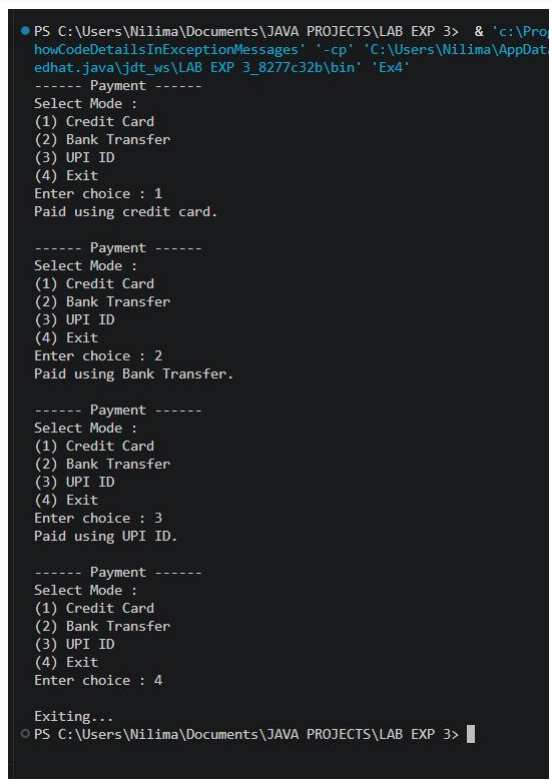 PS C:\Users\Nilima\Documents\JAVA PROJECTS\LAB EXP 3>  & 'c:\Prog
howCodeDetailsInExceptionMessages' '-cp' 'C:\Users\Nilima\AppData
edhat.java\jdt_ws\LAB EXP 3_8277c32b\bin' 'Ex4'
------ Payment ------
Select Mode :
(1) Credit Card
(2) Bank Transfer
(3) UPI ID
(4) Exit
Enter choice : 1
Paid using credit card.
------ Payment ------
Select Mode :
(1) Credit Card
(2) Bank Transfer
(3) UPI ID
(4) Exit
Enter choice : 2
Paid using Bank Transfer.
------ Payment ------
Select Mode :
(1) Credit Card
(2) Bank Transfer
(3) UPI ID
(4) Exit
Enter choice : 3
Paid using UPI ID.
------ Payment ------
Select Mode :
(1) Credit Card
(2) Bank Transfer
(3) UPI ID
(4) Exit
Enter choice : 4
Exiting...
PS C:\Users\Nilima\Documents\JAVA PROJECTS\LAB EXP 3>